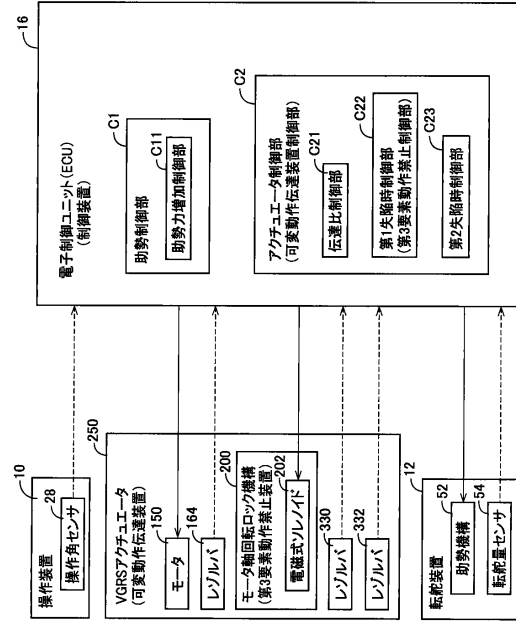 16
電子制御ユニット(ECU)
(制御装置)
C1
助勢制御部
C11
助勢力増加制御部
C2
アクチュエータ制御部
(可変動作伝達装置制御部)
C21
伝達比制御部
C22
第1失陥時制御部
(第3要素動作禁止制御部)
C23
第2失陥時制御部
10
操作装置
28
操作角センサ
250
VGRSアクチュエータ
(可変動作伝達装置)
150
モータ
164
レゾルバ
200
モータ軸回転ロック機構
(第3要素動作禁止装置)
202
電磁式ソレノイド
330
レゾルバ
332
レゾルバ
12
転舵装置
52
助勢機構
54
転舵量センサ